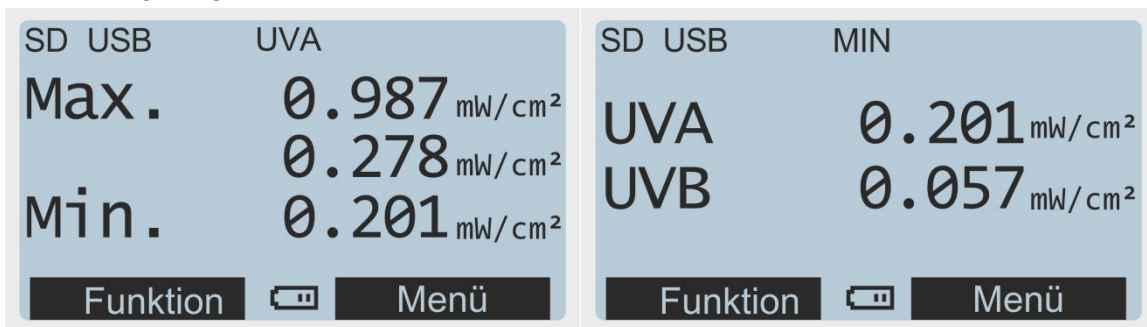 SD USB UVA
Max. 0.987 mW/cm²
0.278 mW/cm²
Min. 0.201 mW/cm²
Funktion Menü
SD USB MIN
UVA 0.201 mW/cm²
UVB 0.057 mW/cm²
Funktion Menü